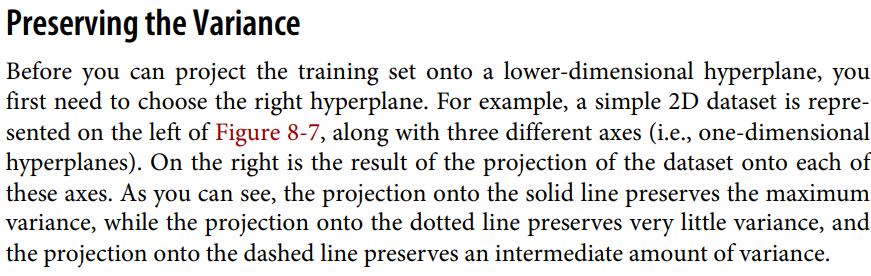 Preserving the Variance
Before you can project the training set onto a lower-dimensional hyperplane, you
first need to choose the right hyperplane. For example, a simple 2D dataset is repre-
sented on the left of Figure 8-7, along with three different axes (i.e., one-dimensional
hyperplanes). On the right is the result of the projection of the dataset onto each of
these axes. As you can see, the projection onto the solid line preserves the maximum
variance, while the projection onto the dotted line preserves very little variance, and
the projection onto the dashed line preserves an intermediate amount of variance.